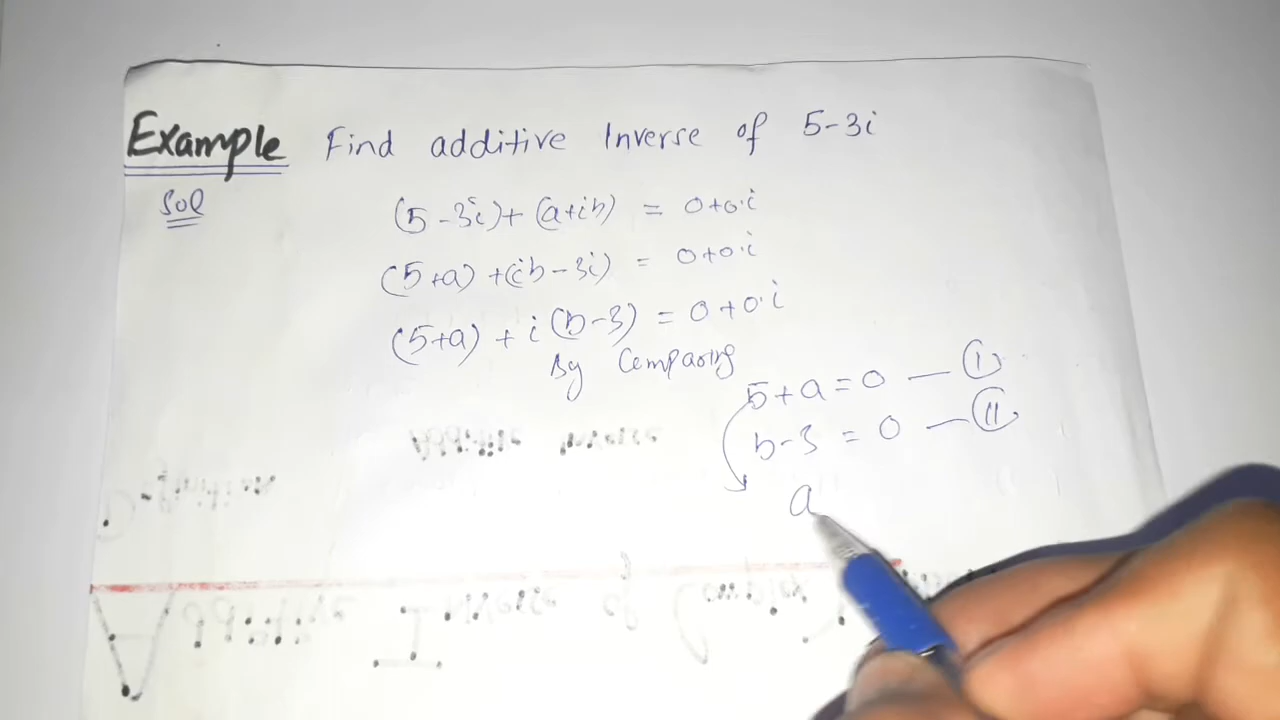 Example Find additive Inverse of 5-3i
Sol
(5-3i)+(a+ib) = 0+0.i
(5+a)+(ib-3i) = 0+0.i
(5+a)+i(b-3) = 0+0.i
By Comparing
5+a=0 — (I)
b-3=0 — (II)
a